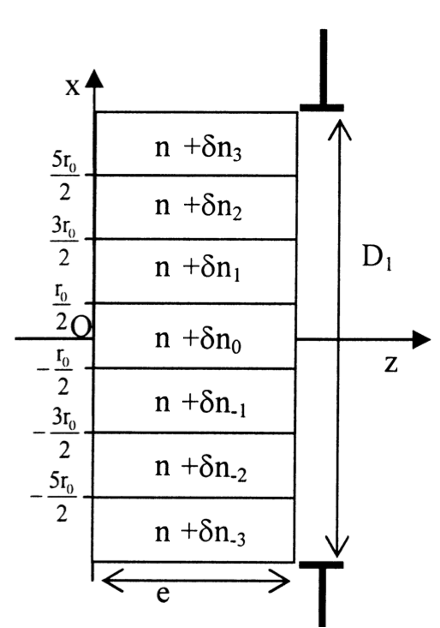 x
n +δn₃
5r₀/2
n +δn₂
3r₀/2
n +δn₁
D₁
r₀/2
O
n +δn₀
z
-r₀/2
n +δn₋₁
-3r₀/2
n +δn₋₂
-5r₀/2
n +δn₋₃
e